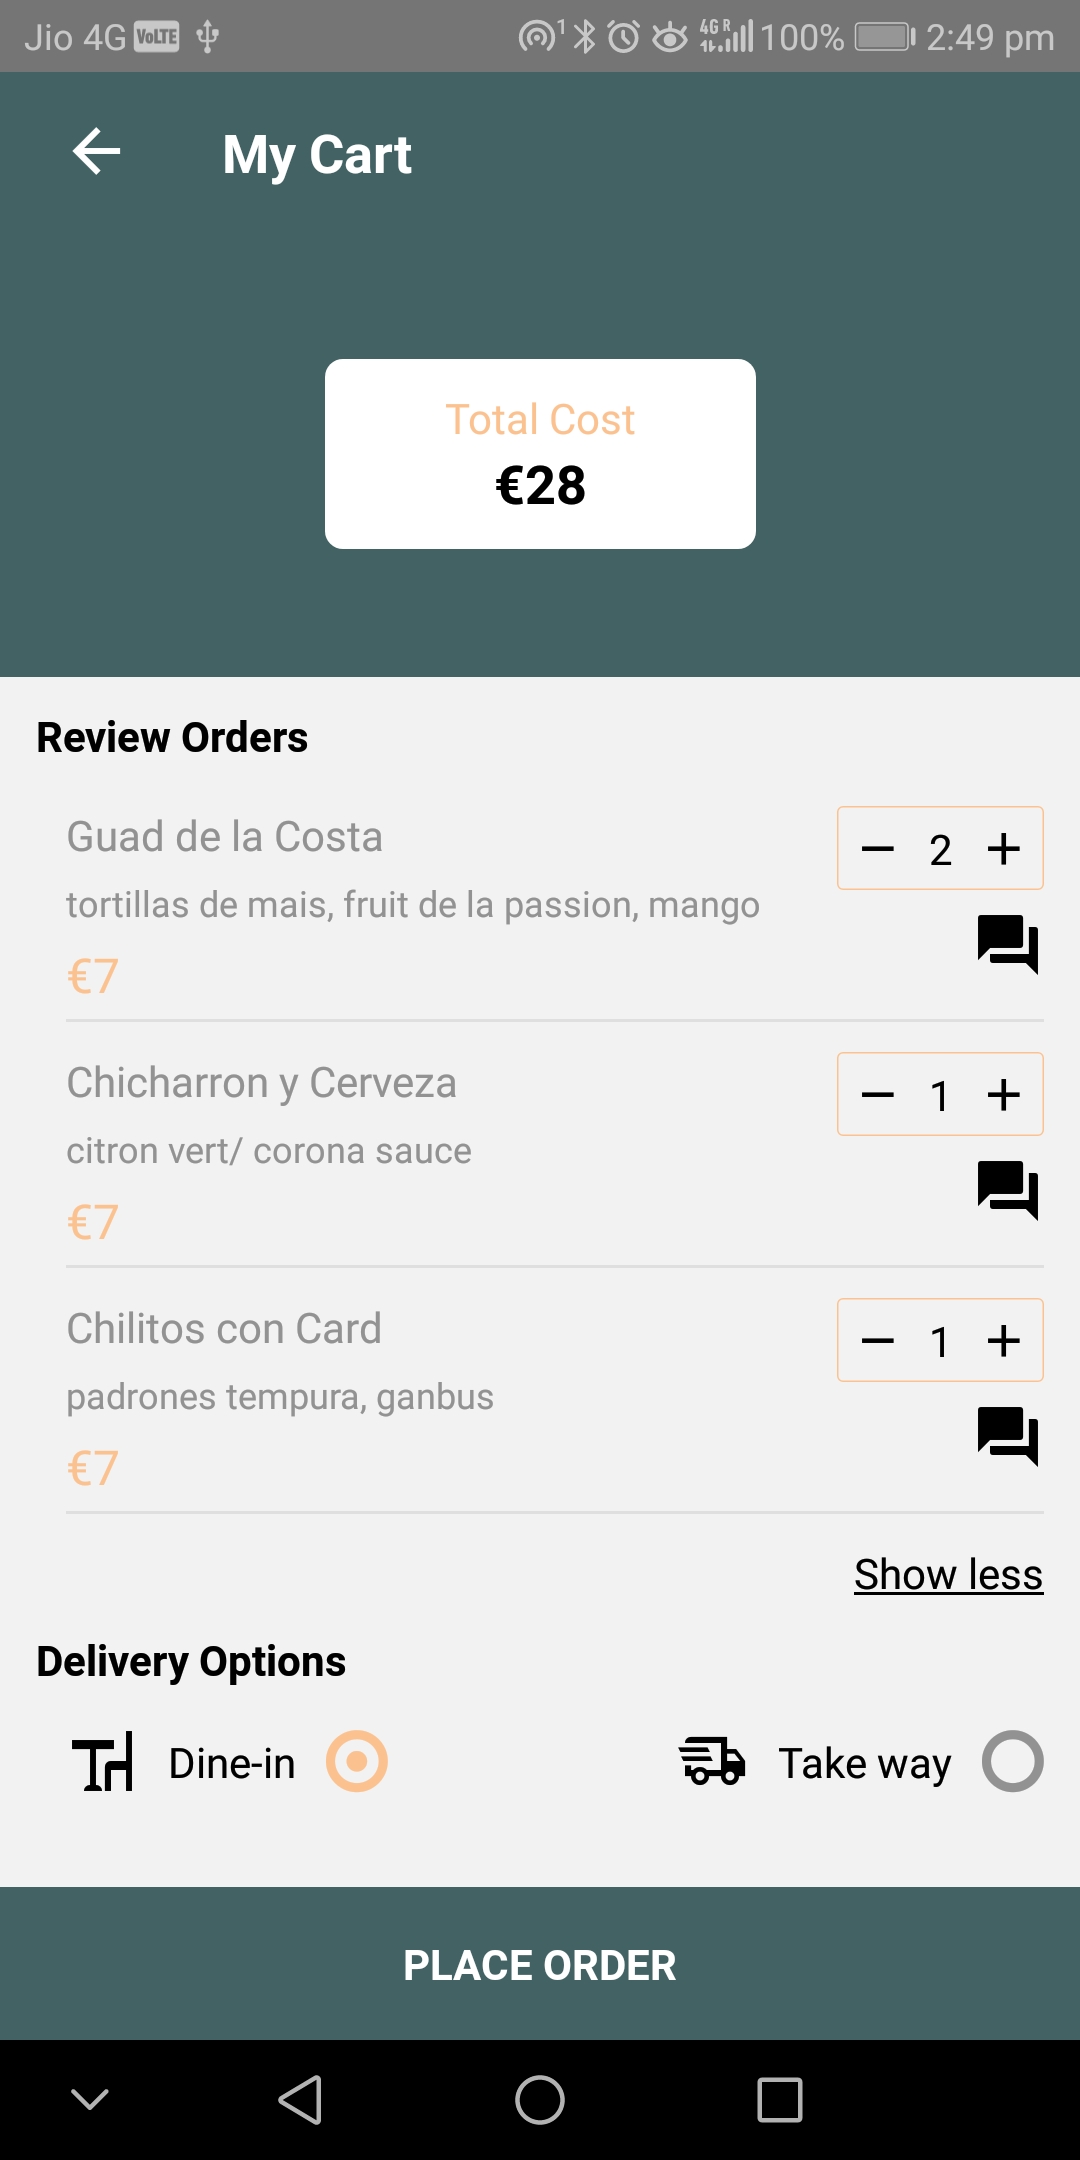 Jio 4G VoLTE 1 4G R 100% 2:49 pm
My Cart
Total Cost
€28
Review Orders
Guad de la Costa
2
tortillas de mais, fruit de la passion, mango
€7
Chicharron y Cerveza
1
citron vert/ corona sauce
€7
Chilitos con Card
1
padrones tempura, ganbus
€7
Show less
Delivery Options
Dine-in
Take way
PLACE ORDER